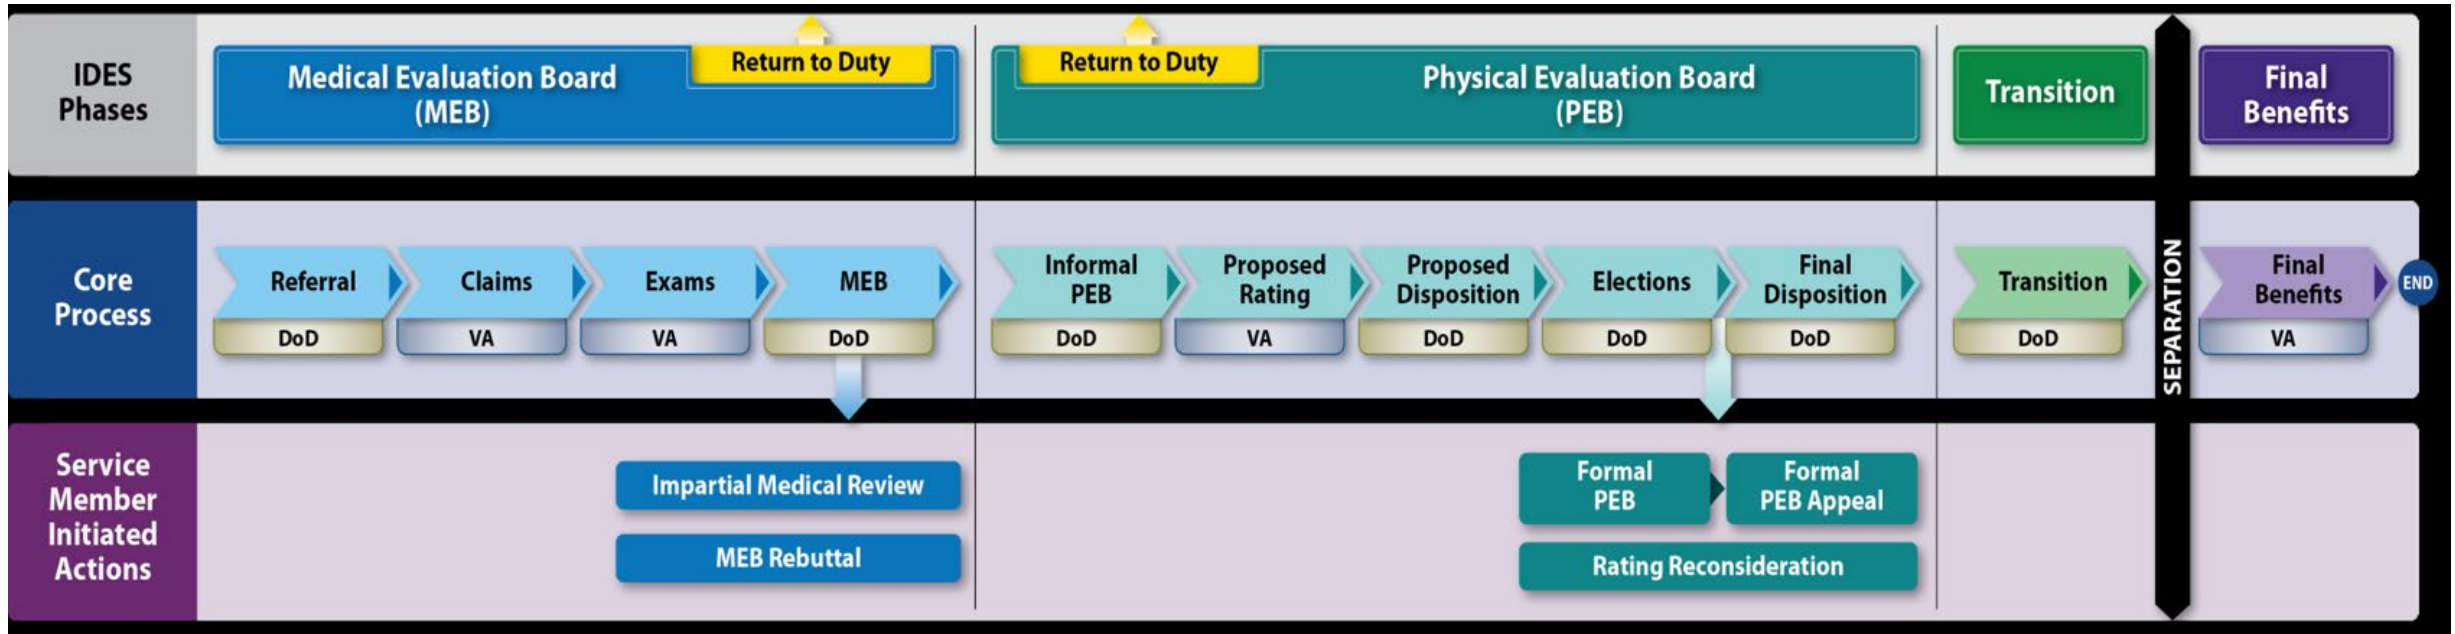 IDES
Phases
Medical Evaluation Board
(MEB)
Return to Duty
Return to Duty
Physical Evaluation Board
(PEB)
Transition
Final
Benefits
Core
Process
Referral
DoD
Claims
VA
Exams
VA
MEB
DoD
Informal
PEB
DoD
Proposed
Rating
VA
Proposed
Disposition
DoD
Elections
DoD
Final
Disposition
DoD
Transition
DoD
SEPARATION
Final
Benefits
VA
END
Service
Member
Initiated
Actions
Impartial Medical Review
MEB Rebuttal
Formal
PEB
Formal
PEB Appeal
Rating Reconsideration